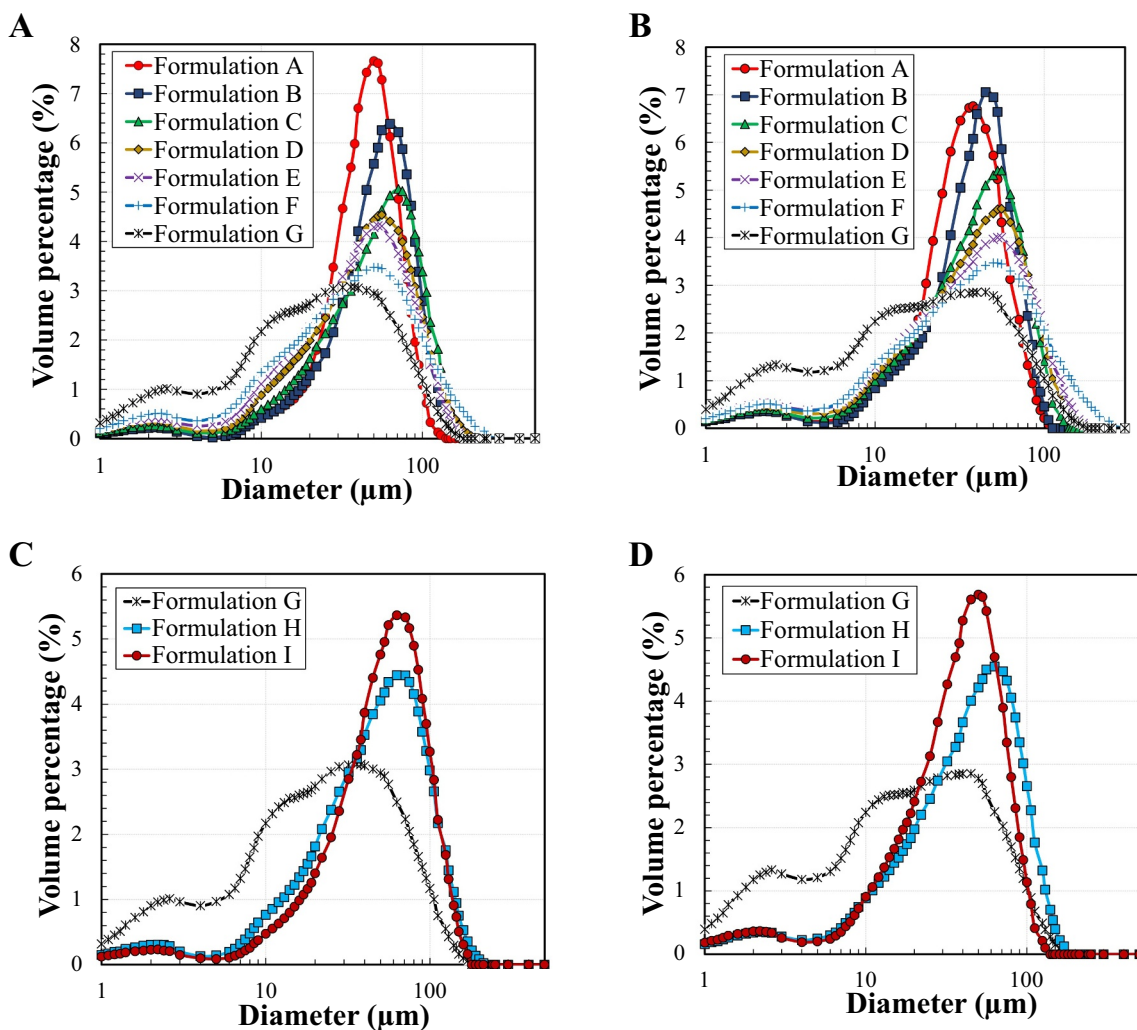 A
Volume percentage (%)
8
7
6
5
4
3
2
1
0
Formulation A
Formulation B
Formulation C
Formulation D
Formulation E
Formulation F
Formulation G
1 10 100
Diameter (µm)
B
Volume percentage (%)
8
7
6
5
4
3
2
1
0
Formulation A
Formulation B
Formulation C
Formulation D
Formulation E
Formulation F
Formulation G
1 10 100
Diameter (µm)
C
Volume percentage (%)
6
5
4
3
2
1
0
Formulation G
Formulation H
Formulation I
1 10 100
Diameter (µm)
D
Volume percentage (%)
6
5
4
3
2
1
0
Formulation G
Formulation H
Formulation I
1 10 100
Diameter (µm)